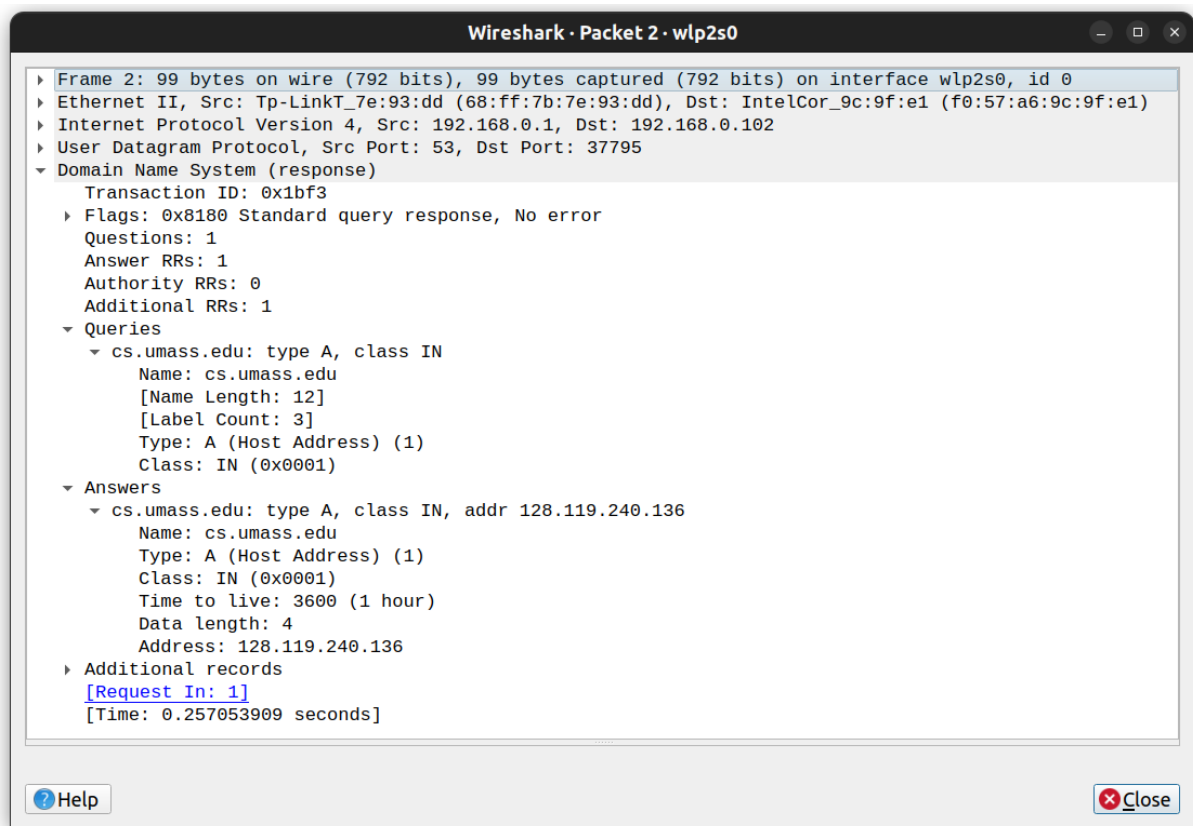 Wireshark · Packet 2 · wlp2s0
Frame 2: 99 bytes on wire (792 bits), 99 bytes captured (792 bits) on interface wlp2s0, id 0
Ethernet II, Src: Tp-LinkT_7e:93:dd (68:ff:7b:7e:93:dd), Dst: IntelCor_9c:9f:e1 (f0:57:a6:9c:9f:e1)
Internet Protocol Version 4, Src: 192.168.0.1, Dst: 192.168.0.102
User Datagram Protocol, Src Port: 53, Dst Port: 37795
Domain Name System (response)
Transaction ID: 0x1bf3
Flags: 0x8180 Standard query response, No error
Questions: 1
Answer RRs: 1
Authority RRs: 0
Additional RRs: 1
Queries
cs.umass.edu: type A, class IN
Name: cs.umass.edu
[Name Length: 12]
[Label Count: 3]
Type: A (Host Address) (1)
Class: IN (0x0001)
Answers
cs.umass.edu: type A, class IN, addr 128.119.240.136
Name: cs.umass.edu
Type: A (Host Address) (1)
Class: IN (0x0001)
Time to live: 3600 (1 hour)
Data length: 4
Address: 128.119.240.136
Additional records
[Request In: 1]
[Time: 0.257053909 seconds]
Help
Close